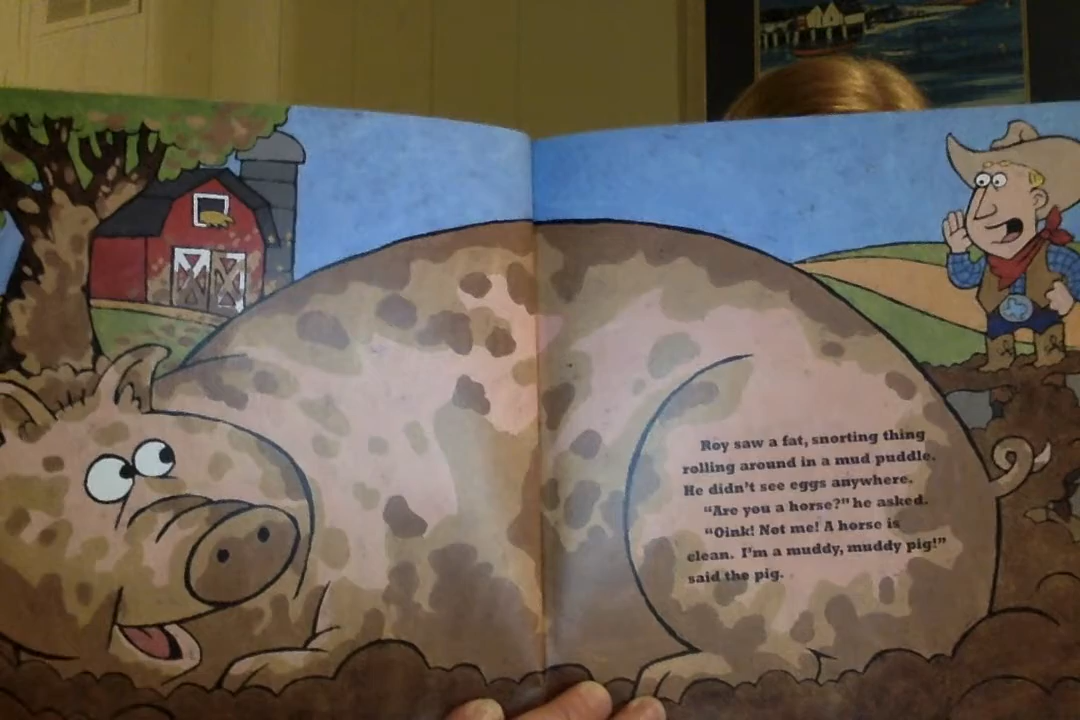 Roy saw a fat, snorting thing
rolling around in a mud puddle.
He didn't see eggs anywhere.
"Are you a horse?" he asked.
"Oink! Not me! A horse is
clean. I'm a muddy, muddy pig!"
said the pig.